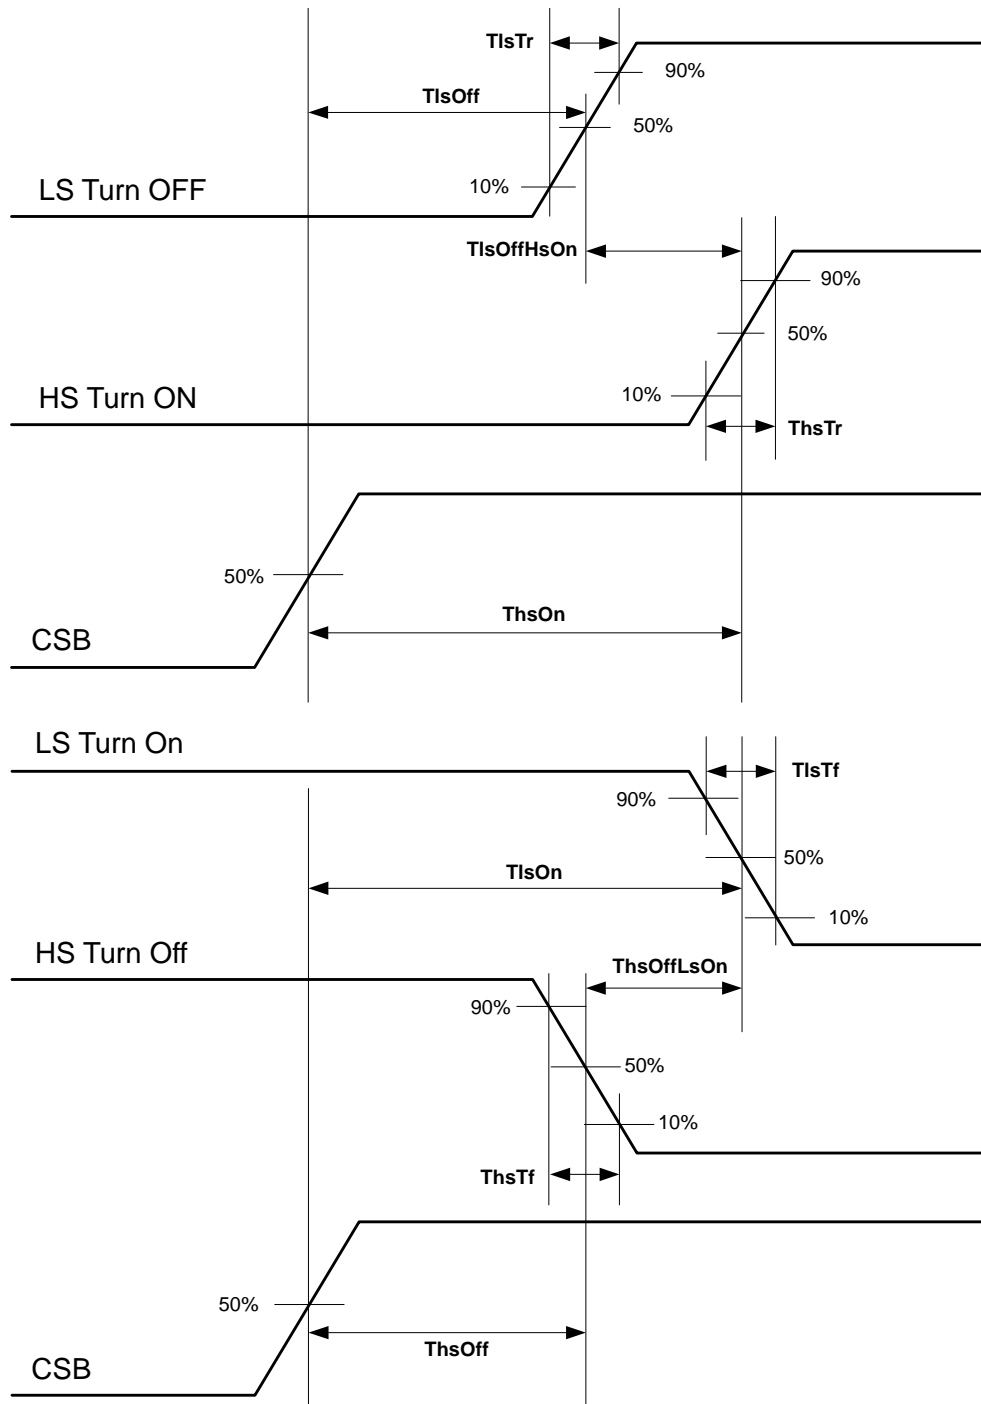 TlsTr
90%
TlsOff
50%
10%
LS Turn OFF
TlsOffHsOn
90%
50%
10%
HS Turn ON
ThsTr
50%
ThsOn
CSB
LS Turn On
TlsTf
90%
50%
TlsOn
10%
HS Turn Off
ThsOffLsOn
90%
50%
10%
ThsTf
50%
ThsOff
CSB